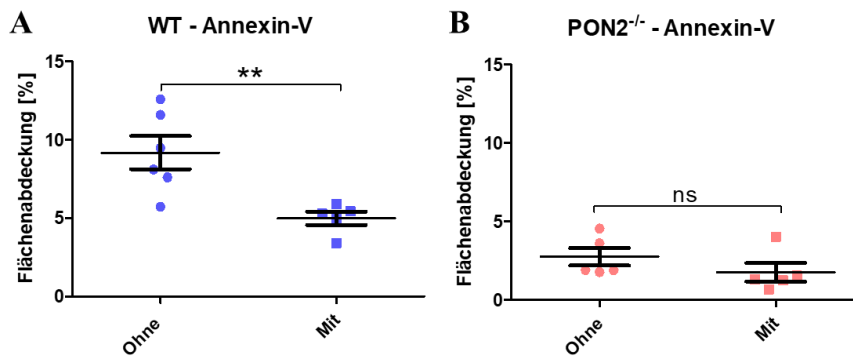 A
WT - Annexin-V
Flächenabdeckung [%]
15
10
5
0
**
Ohne
Mit
B
PON2-/- - Annexin-V
Flächenabdeckung [%]
15
10
5
0
ns
Ohne
Mit